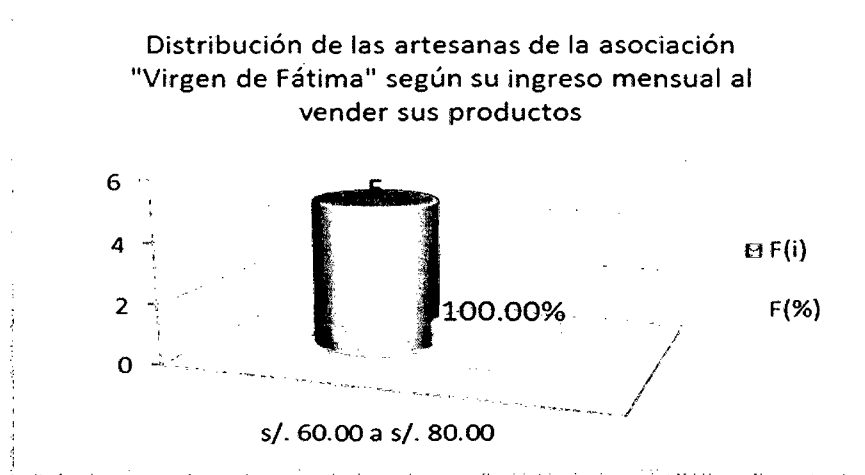 Distribución de las artesanas de la asociación
"Virgen de Fátima" según su ingreso mensual al
vender sus productos
6
4
2
0
100.00%
F(i)
F(%)
s/. 60.00 a s/. 80.00